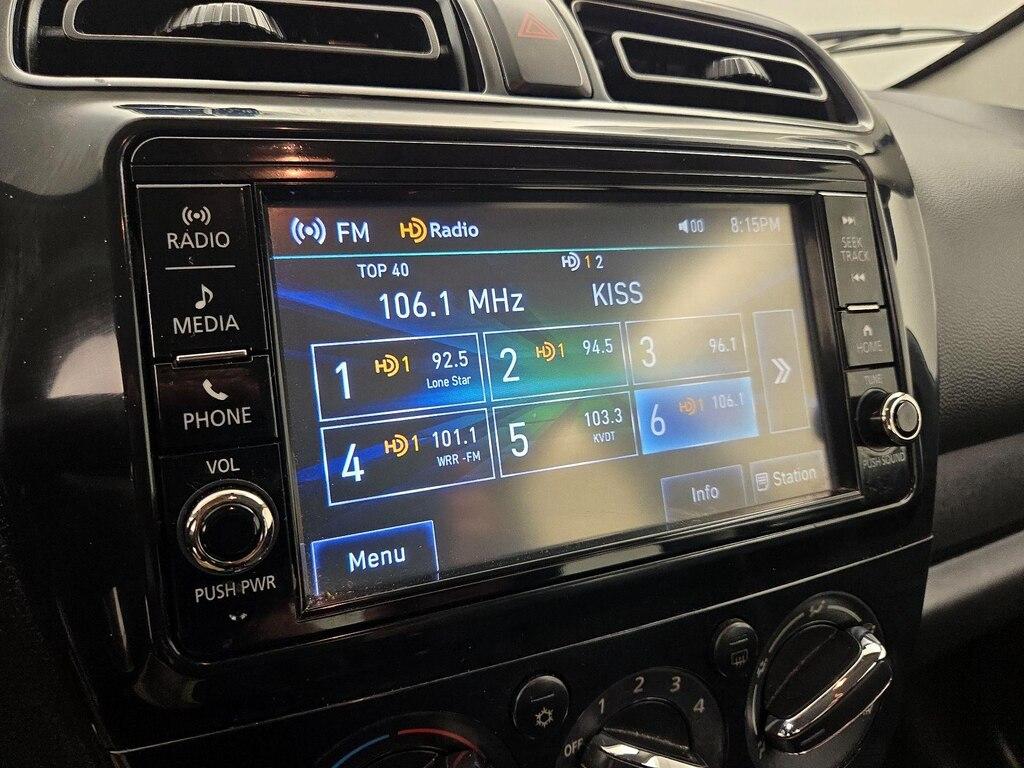 RADIO
MEDIA
PHONE
VOL
PUSH PWR
FM HD Radio 00 8:15PM
TOP 40 HD 1 2
106.1 MHz KISS
1 HD 1 92.5
Lone Star
2 HD 1 94.5
3 96.1
4 HD 1 101.1
WRR -FM
5 103.3
KVDT
6 HD 1 106.1
Info Station
Menu
SEEK
TRACK
HOME
TUNE
PUSH SOUND
OFF 1 2 3 4